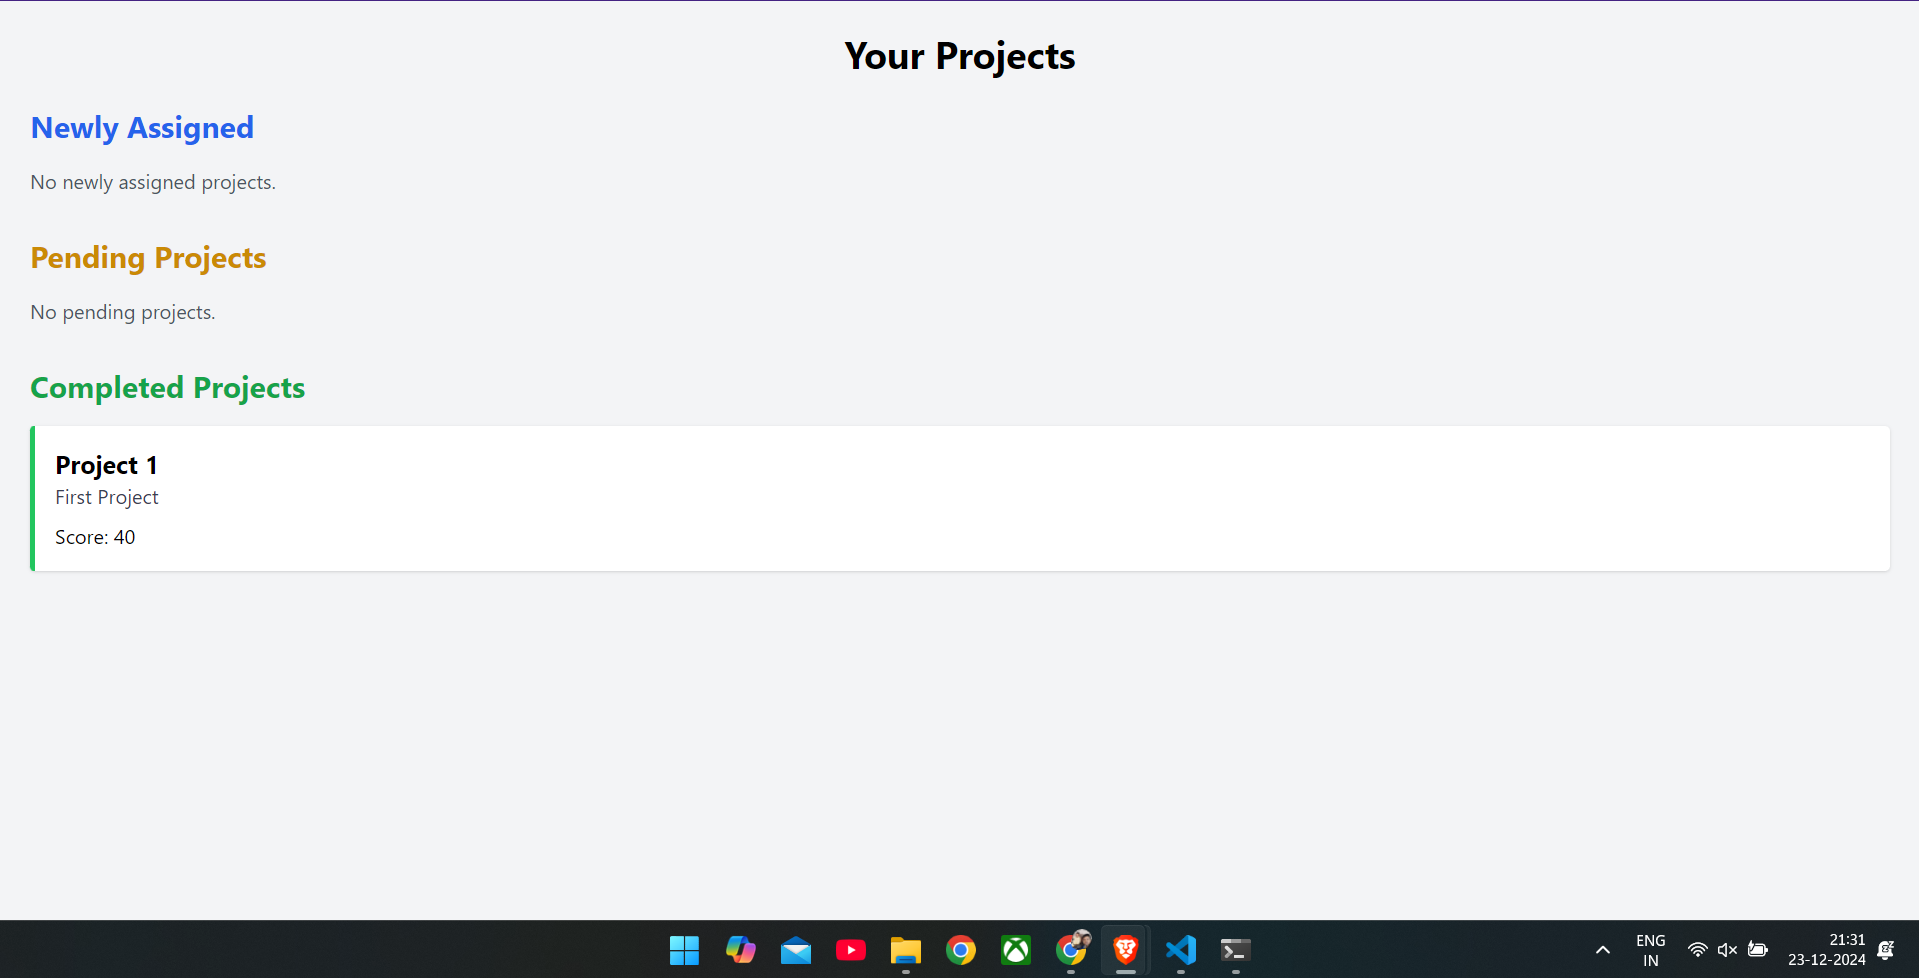 Your Projects
Newly Assigned
No newly assigned projects.
Pending Projects
No pending projects.
Completed Projects
Project 1
First Project
Score: 40
ENG
IN
21:31
23-12-2024